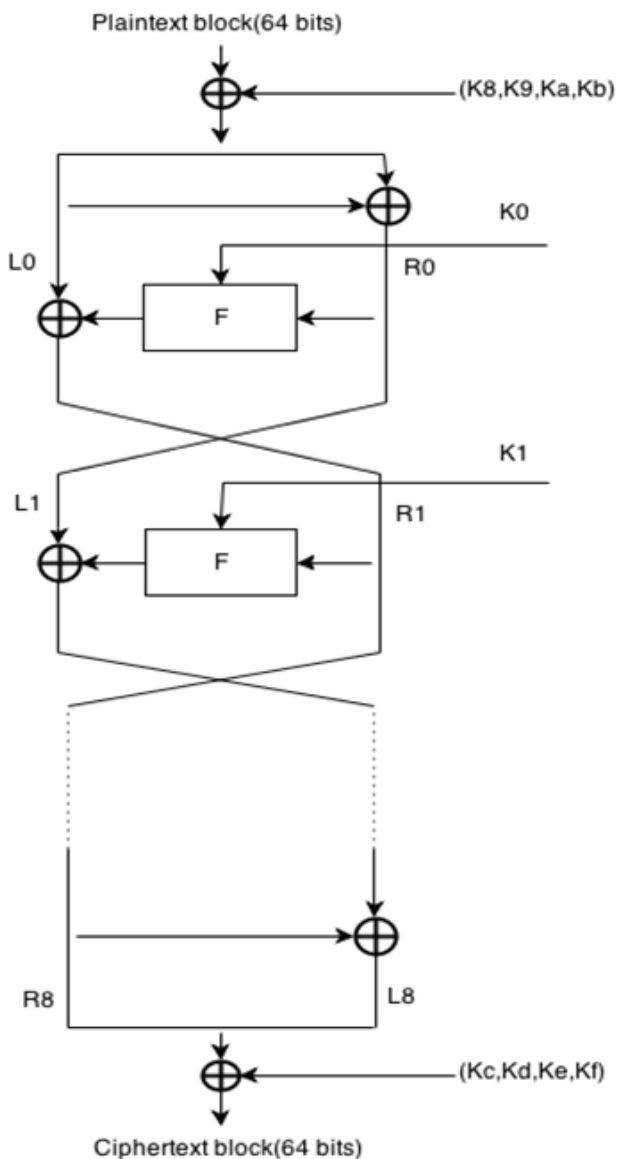 Plaintext block(64 bits)
(K8,K9,Ka,Kb)
K0
L0
R0
F
K1
L1
R1
F
R8
L8
(Kc,Kd,Ke,Kf)
Ciphertext block(64 bits)